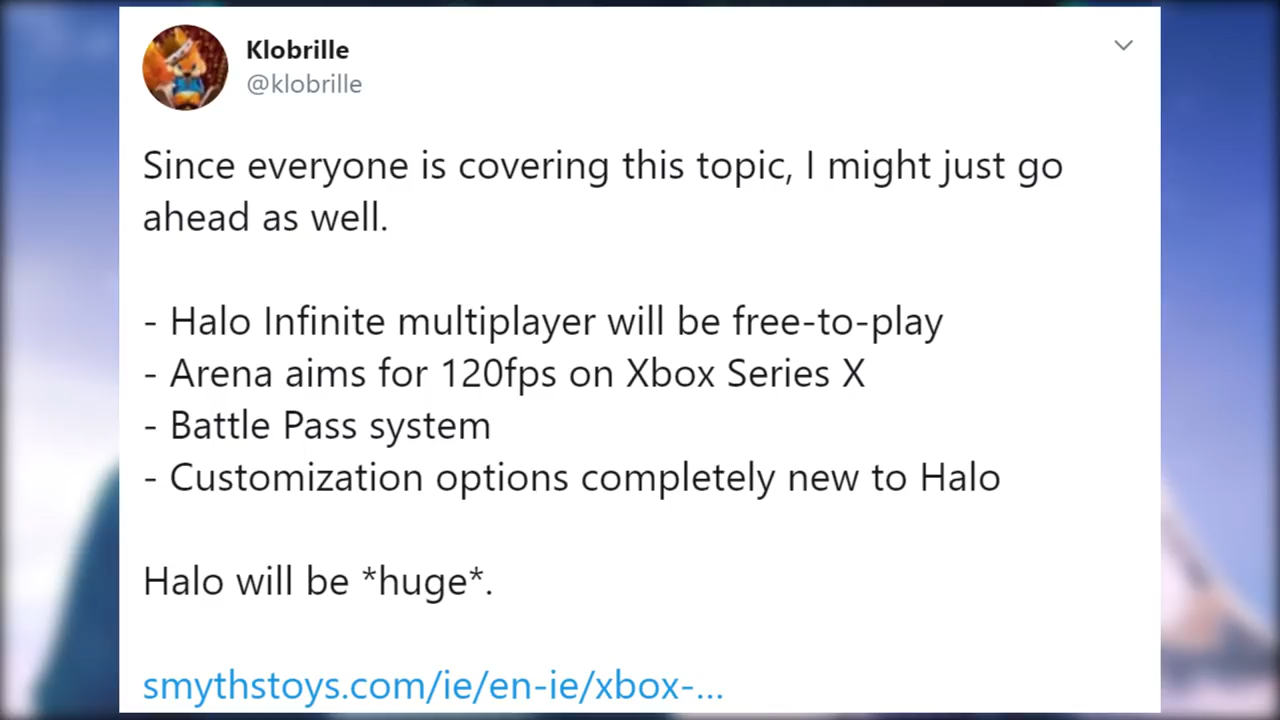 Klobrille
@klobrille
Since everyone is covering this topic, I might just go
ahead as well.
- Halo Infinite multiplayer will be free-to-play
- Arena aims for 120fps on Xbox Series X
- Battle Pass system
- Customization options completely new to Halo
Halo will be *huge*.
smythstoys.com/ie/en-ie/xbox-...